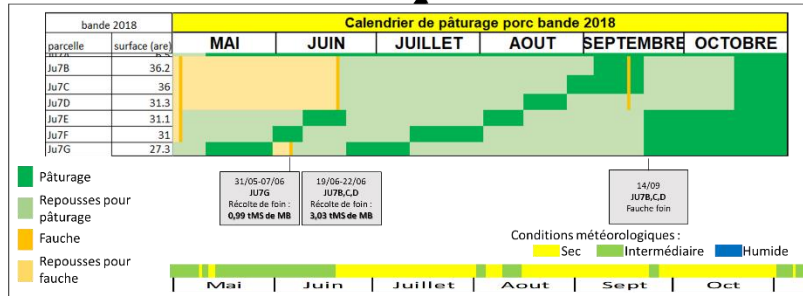 bande 2018
Calendrier de pâturage porc bande 2018
parcelle surface (are) MAI JUIN JUILLET AOUT SEPTEMBRE OCTOBRE
Ju7B 36.2
Ju7C 36
Ju7D 31.3
Ju7E 31.1
Ju7F 31
Ju7G 27.3
Pâturage
Repousses pour
pâturage
Fauche
Repousses pour
fauche
31/05-07/06
JU7G
Récolte de foin :
0,99 tMS de MB
19/06-22/06
JU7B,C,D
Récolte de foin :
3,03 tMS de MB
14/09
JU7B,C,D
Fauche foin
Conditions météorologiques :
Sec Intermédiaire Humide
Mai Juin Juillet Aout Sept Oct